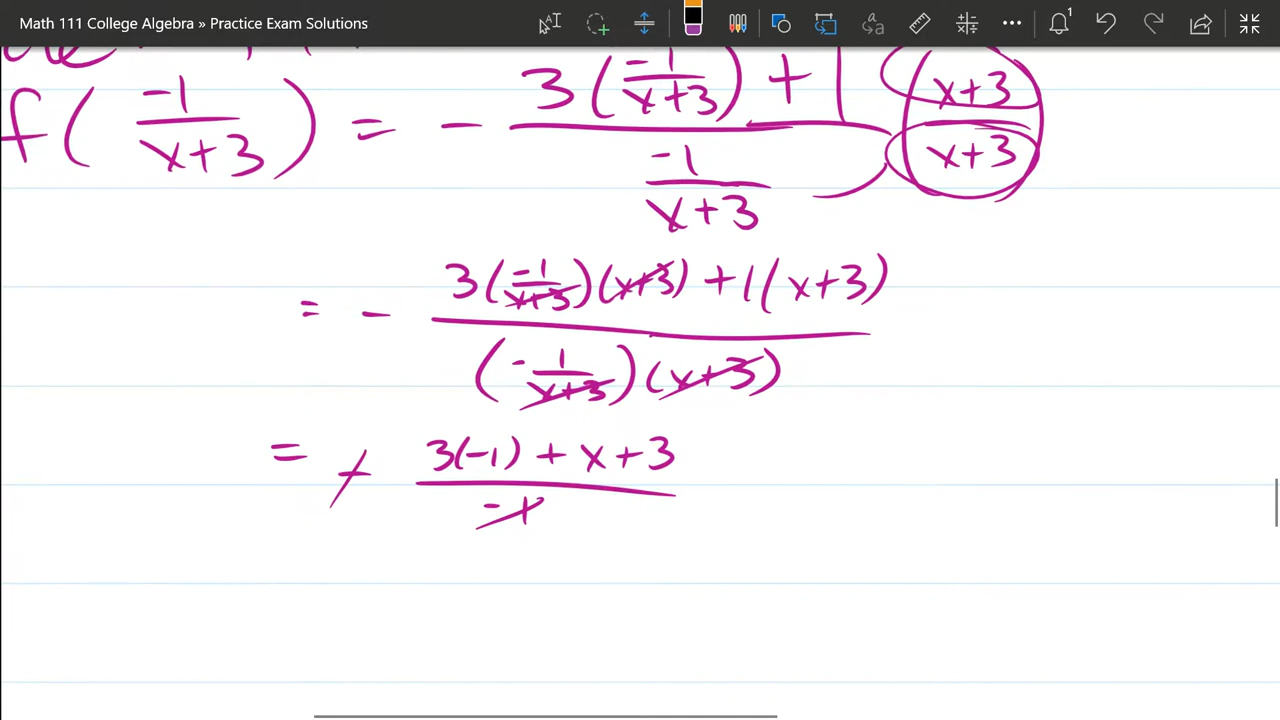 Math 111 College Algebra » Practice Exam Solutions
f( -1/(x+3) ) = - (3( -1/(x+3) ) + 1)/( -1/(x+3) ) ( (x+3)/(x+3) )
= - (3( -1/(x+3) )(x+3) + 1(x+3))/(( -1/(x+3) )(x+3))
= - (3(-1) + x+3)/(-1)